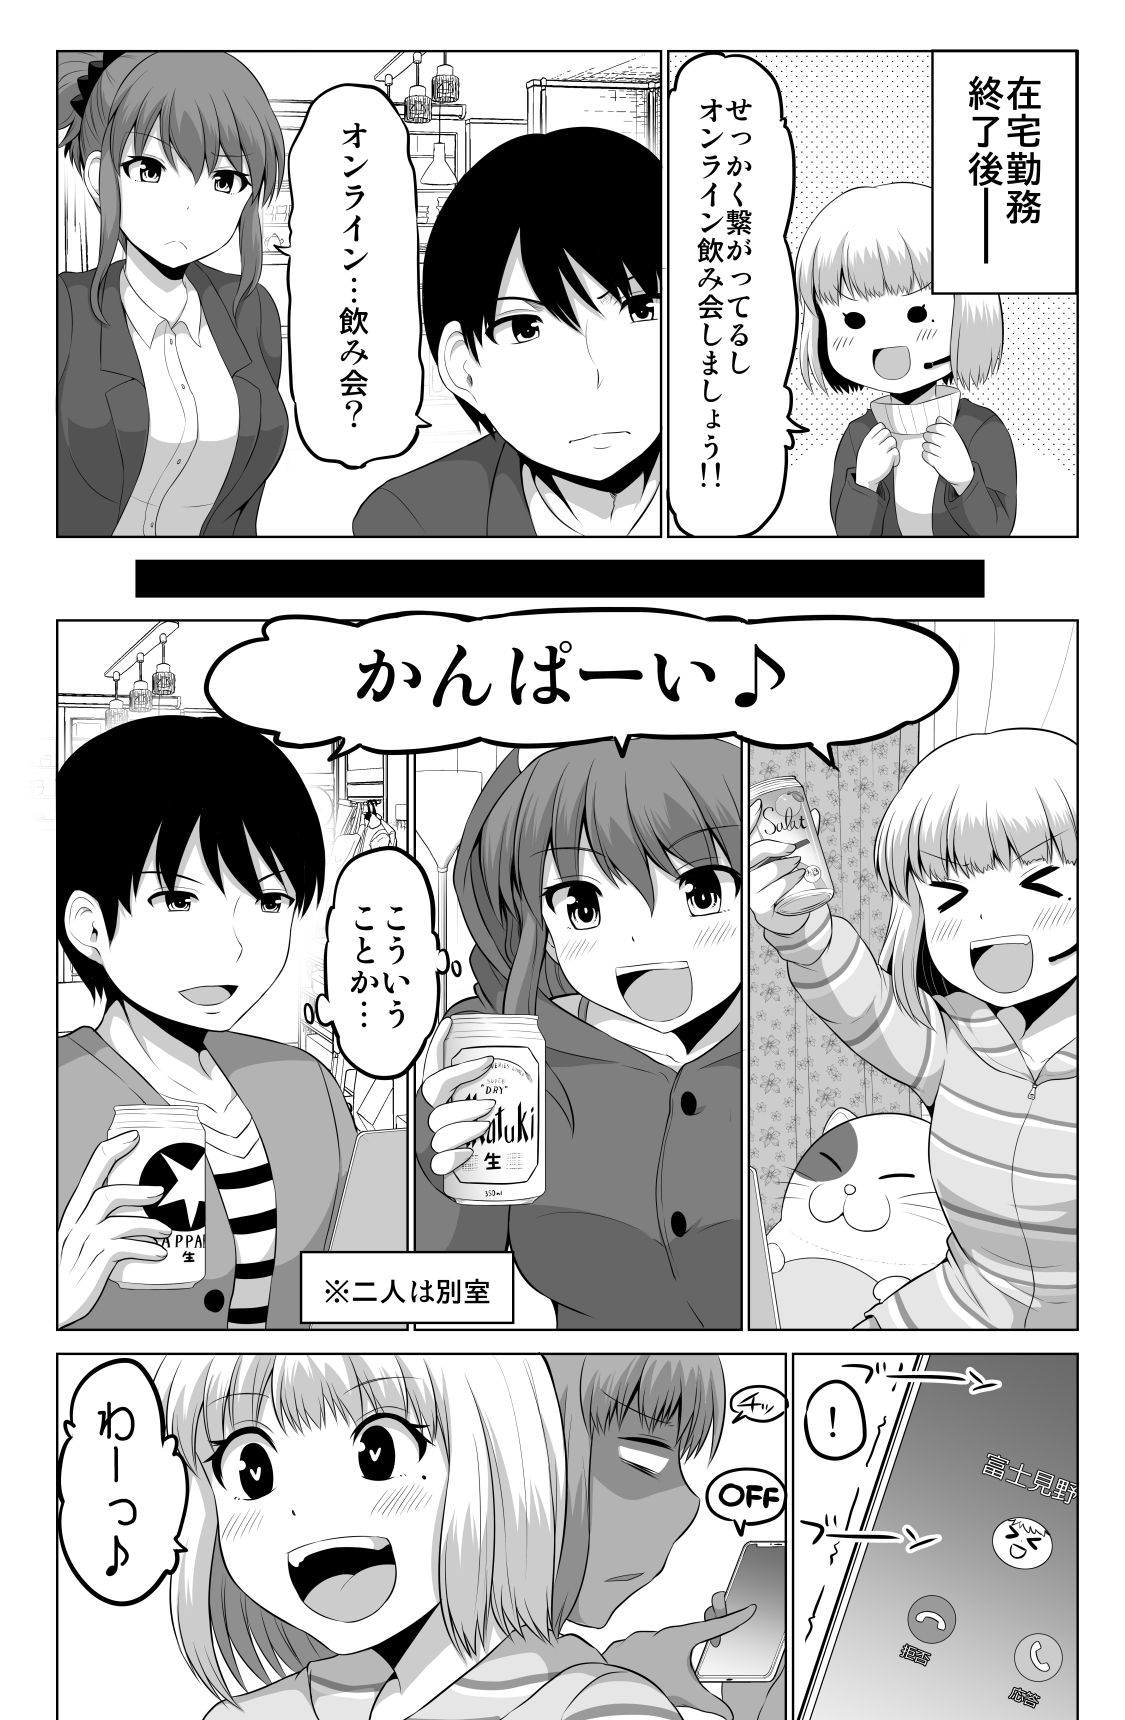 在宅勤務
終了後──
せっかく繋がってるし
オンライン飲み会しましょう!!
オンライン…飲み会?
かんぱーい♪
Salit
SUPER
"DRY"
生
350ml
こういう
ことか…
SAPPA
生
※二人は別室
ブーー
!
富士見野
ブーー
拒否
応答
チッ
OFF
わーっ♪